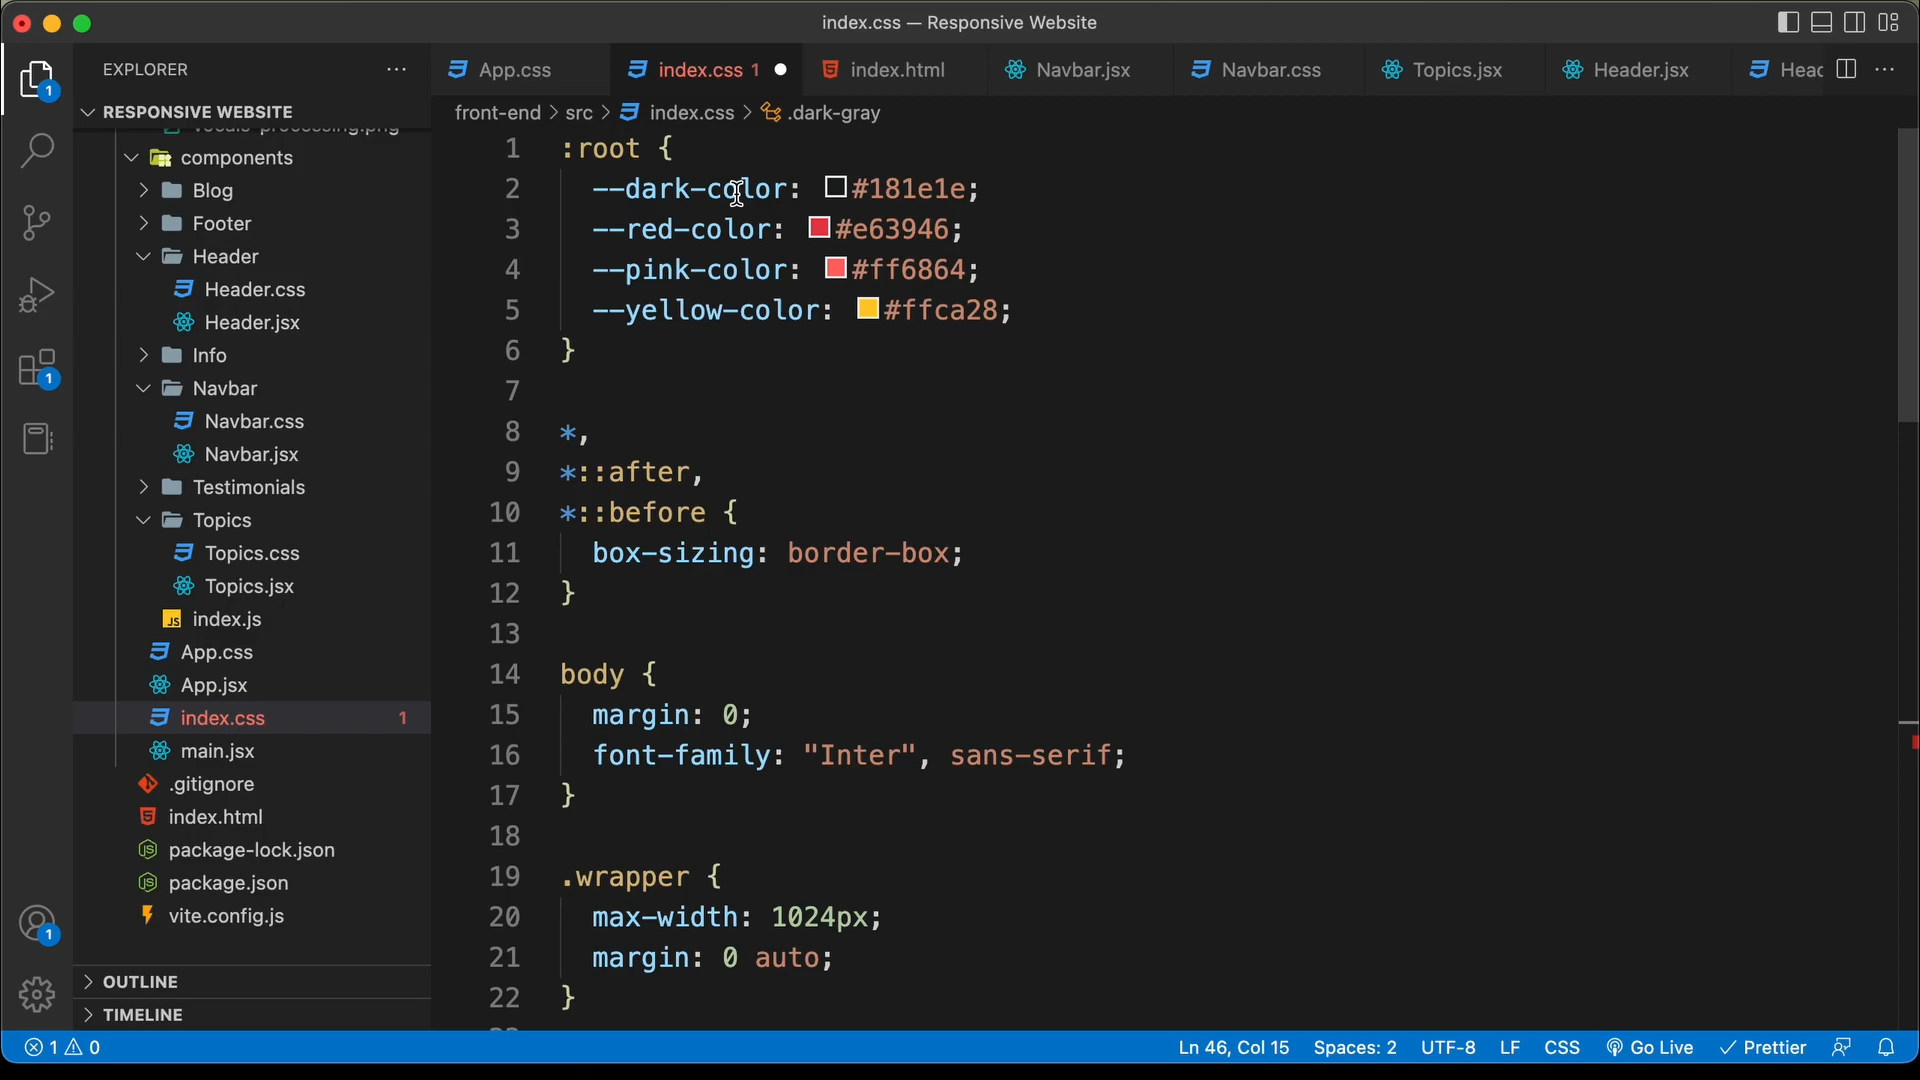 index.css — Responsive Website
EXPLORER
App.css
index.css 1
index.html
Navbar.jsx
Navbar.css
Topics.jsx
Header.jsx
Head
RESPONSIVE WEBSITE
front-end > src > index.css > .dark-gray
vocals-processing.png
components
Blog
Footer
Header
Header.css
Header.jsx
Info
Navbar
Navbar.css
Navbar.jsx
Testimonials
Topics
Topics.css
Topics.jsx
index.js
App.css
App.jsx
index.css 1
main.jsx
.gitignore
index.html
package-lock.json
package.json
vite.config.js
OUTLINE
TIMELINE
1
1
1
1 :root {
2 --dark-color: #181e1e;
3 --red-color: #e63946;
4 --pink-color: #ff6864;
5 --yellow-color: #ffca28;
6 }
7
8 *,
9 *::after,
10 *::before {
11 box-sizing: border-box;
12 }
13
14 body {
15 margin: 0;
16 font-family: "Inter", sans-serif;
17 }
18
19 .wrapper {
20 max-width: 1024px;
21 margin: 0 auto;
22 }
1 0
Ln 46, Col 15
Spaces: 2
UTF-8
LF
CSS
Go Live
Prettier